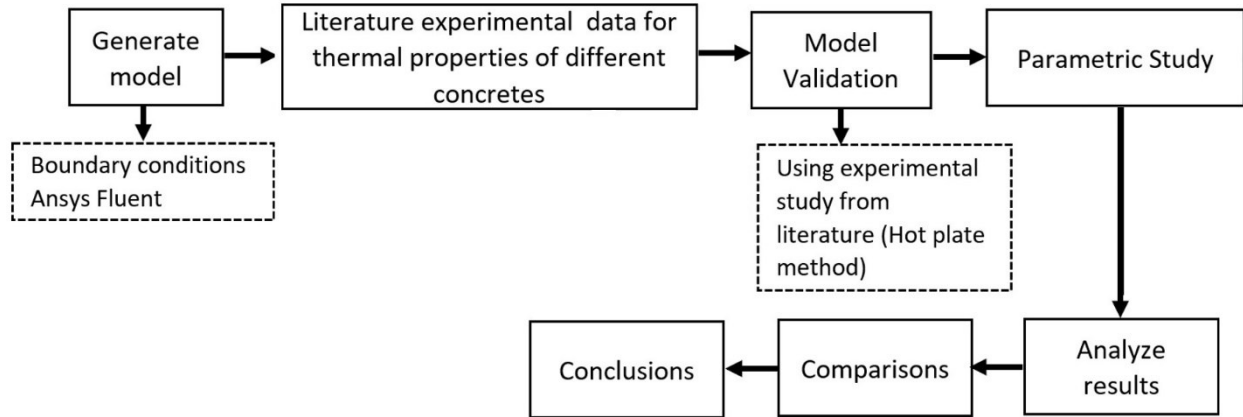 Generate
model
Literature experimental data for
thermal properties of different
concretes
Model
Validation
Parametric Study
Boundary conditions
Ansys Fluent
Using experimental
study from
literature (Hot plate
method)
Conclusions
Comparisons
Analyze
results